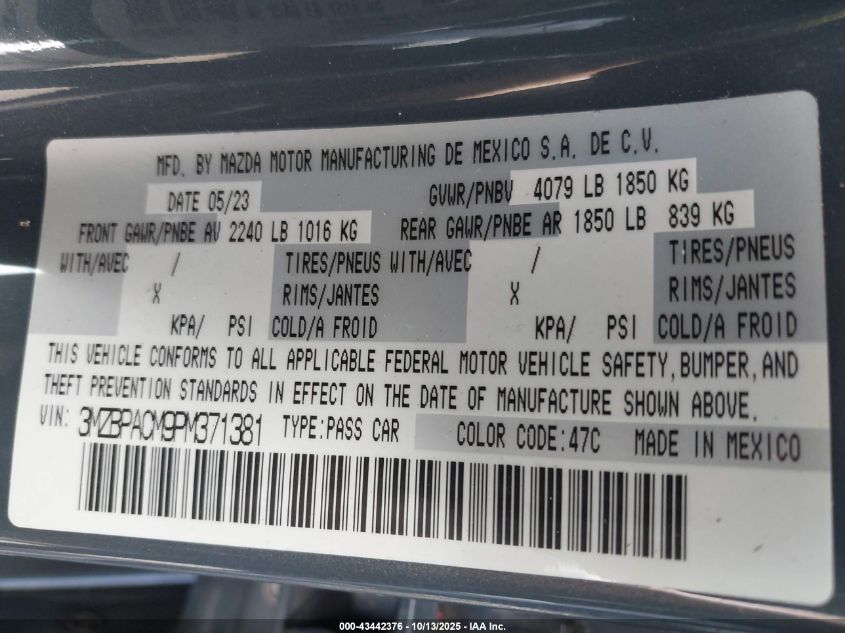 MFD. BY MAZDA MOTOR MANUFACTURING DE MEXICO S.A. DE C.V.
DATE 05/23 GVWR/PNBV 4079 LB 1850 KG
FRONT GAWR/PNBE AV 2240 LB 1016 KG REAR GAWR/PNBE AR 1850 LB 839 KG
WITH/AVEC / TIRES/PNEUS WITH/AVEC / TIRES/PNEUS
X RIMS/JANTES X RIMS/JANTES
KPA/ PSI COLD/A FROID KPA/ PSI COLD/A FROID
THIS VEHICLE CONFORMS TO ALL APPLICABLE FEDERAL MOTOR VEHICLE SAFETY, BUMPER, AND
THEFT PREVENTION STANDARDS IN EFFECT ON THE DATE OF MANUFACTURE SHOWN ABOVE.
VIN: 3MZBPACM9PM371381 TYPE:PASS CAR COLOR CODE:47C MADE IN MEXICO
000-43442376 - 10/13/2025 - IAA Inc.